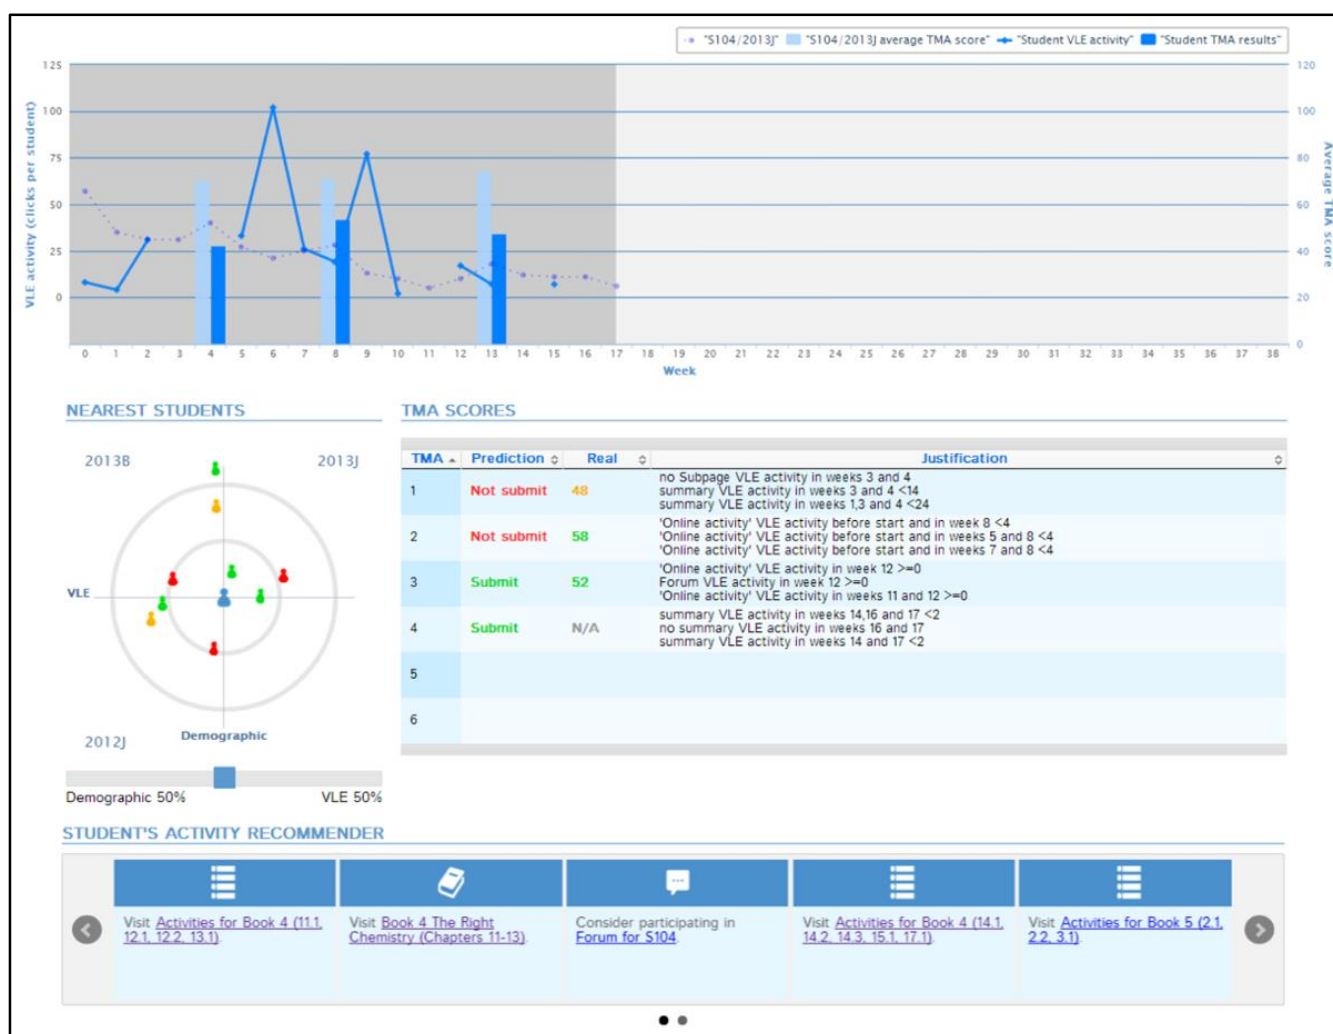 "S104/2013J" "S104/2013J average TMA score" "Student VLE activity" "Student TMA results"
125 120
100 100
75 80
50 60
25 40
0 20
0
VLE activity (clicks per student)
Average TMA score
0 1 2 3 4 5 6 7 8 9 10 11 12 13 14 15 16 17 18 19 20 21 22 23 24 25 26 27 28 29 30 31 32 33 34 35 36 37 38
Week
NEAREST STUDENTS
2013B 2013J
VLE
2012J Demographic
Demographic 50% VLE 50%
TMA SCORES
TMA Prediction Real Justification
1 Not submit 48
no Subpage VLE activity in weeks 3 and 4
summary VLE activity in weeks 3 and 4 <14
summary VLE activity in weeks 1,3 and 4 <24
2 Not submit 58
'Online activity' VLE activity before start and in week 8 <4
'Online activity' VLE activity before start and in weeks 5 and 8 <4
'Online activity' VLE activity before start and in weeks 7 and 8 <4
3 Submit 52
'Online activity' VLE activity in week 12 >=0
Forum VLE activity in week 12 >=0
'Online activity' VLE activity in weeks 11 and 12 >=0
4 Submit N/A
summary VLE activity in weeks 14,16 and 17 <2
no summary VLE activity in weeks 16 and 17
summary VLE activity in weeks 14 and 17 <2
5
6
STUDENT'S ACTIVITY RECOMMENDER
Visit Activities for Book 4 (11.1,
12.1, 12.2, 13.1).
Visit Book 4 The Right
Chemistry (Chapters 11-13).
Consider participating in
Forum for S104.
Visit Activities for Book 4 (14.1,
14.2, 14.3, 15.1, 17.1).
Visit Activities for Book 5 (2.1,
2.2, 3.1).